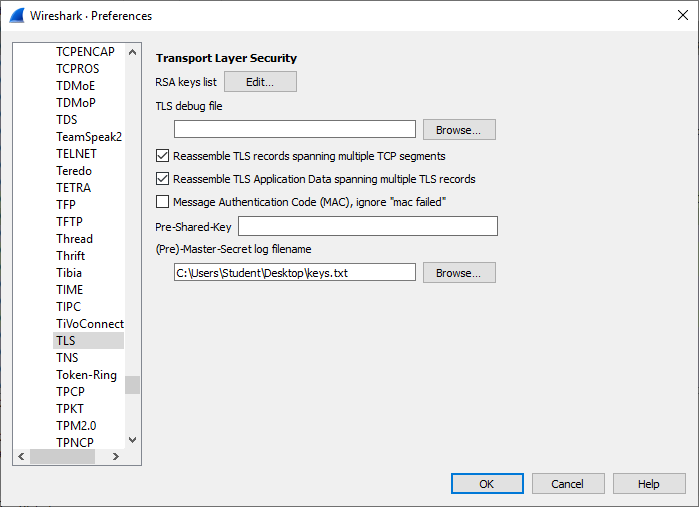 Wireshark · Preferences
TCPENCAP
TCPROS
TDMoE
TDMoP
TDS
TeamSpeak2
TELNET
Teredo
TETRA
TFP
TFTP
Thread
Thrift
Tibia
TIME
TIPC
TiVoConnect
TLS
TNS
Token-Ring
TPCP
TPKT
TPM2.0
TPNCP
Transport Layer Security
RSA keys list Edit...
TLS debug file
Browse...
Reassemble TLS records spanning multiple TCP segments
Reassemble TLS Application Data spanning multiple TLS records
Message Authentication Code (MAC), ignore "mac failed"
Pre-Shared-Key
(Pre)-Master-Secret log filename
C:\Users\Student\Desktop\keys.txt Browse...
OK Cancel Help